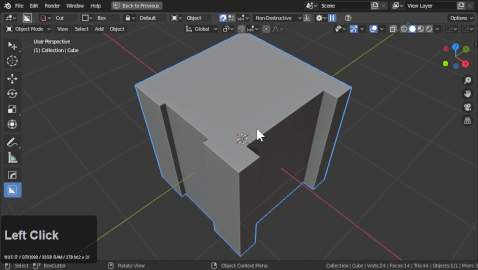 File Edit Render Window Help Back to Previous Scene View Layer
Cut Box Default Object Non-Destructive Options
Object Mode View Select Add Object Global
User Perspective
(1) Collection | Cube
Z
Left Click
Select BoxCutter Rotate View Object Context Menu Collection | Cube | Verts:24 | Faces:14 | Tris:44 | Objects:1/1 | Mem: